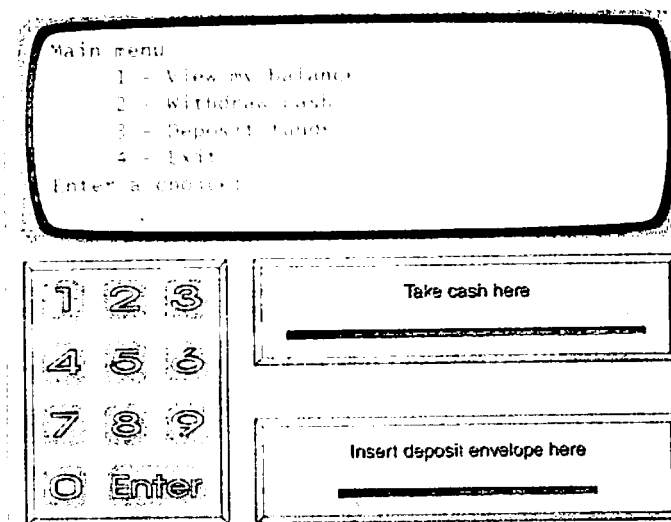 Main menu
1 - View my balance
2 - Withdraw cash
3 - Deposit funds
4 - Exit
Enter a choice:
1 2 3
4 5 6
7 8 9
0 Enter
Take cash here
Insert deposit envelope here